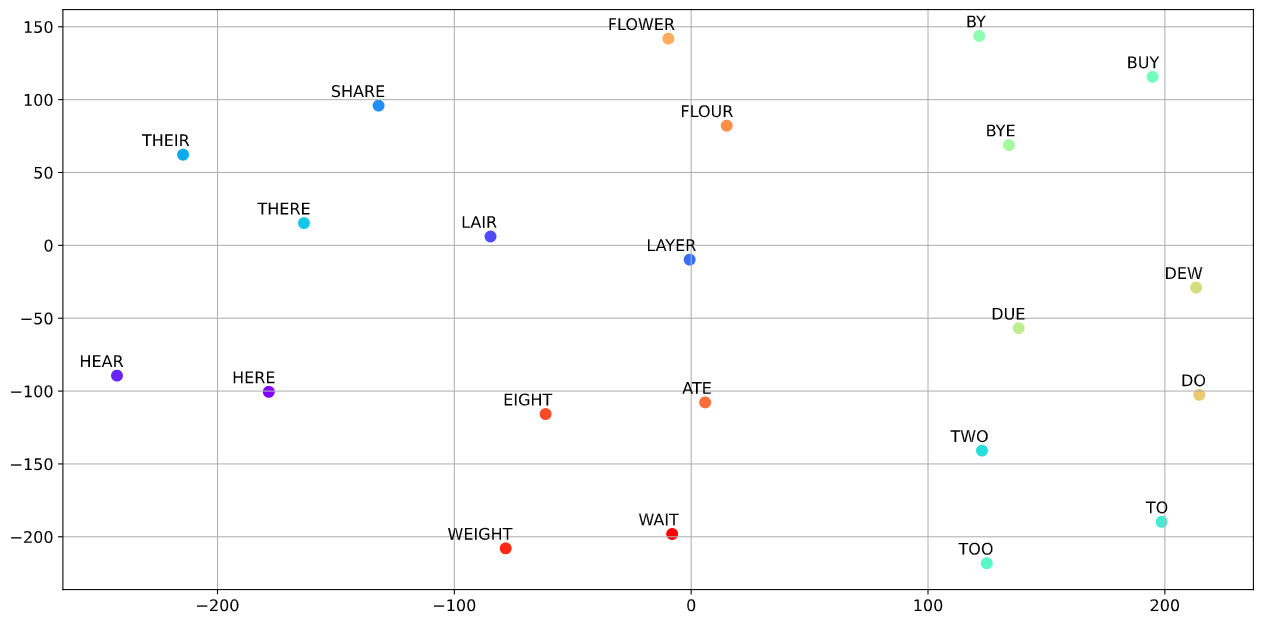 150
100
50
0
−50
−100
−150
−200
FLOWER
BY
BUY
SHARE
FLOUR
BYE
THEIR
THERE
LAIR
LAYER
DEW
DUE
HEAR
HERE
DO
ATE
EIGHT
TWO
TO
WAIT
WEIGHT
TOO
−200 −100 0 100 200